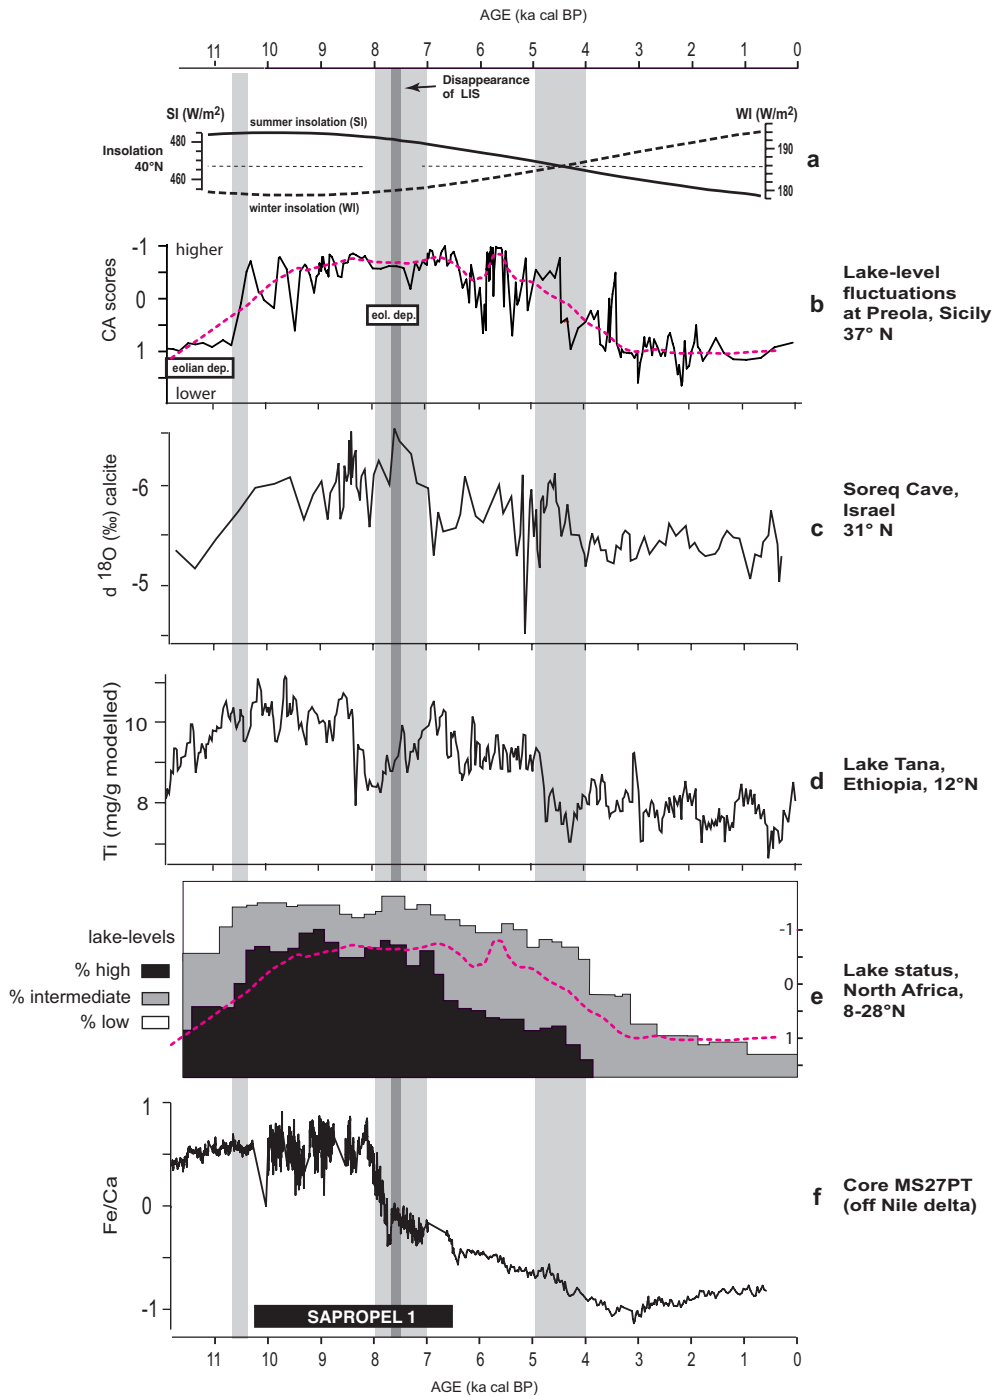 AGE (ka cal BP)
11 10 9 8 7 6 5 4 3 2 1 0
Disappearance
of LIS
SI (W/m²)
WI (W/m²)
summer insolation (SI)
480
190
Insolation
40°N
a
460
180
winter insolation (WI)
CA scores
-1
0
1
higher
lower
eol. dep.
eolian dep.
b
Lake-level
fluctuations
at Preola, Sicily
37° N
d ¹⁸O (‰) calcite
-6
-5
c
Soreq Cave,
Israel
31° N
Ti (mg/g modelled)
10
8
d
Lake Tana,
Ethiopia, 12°N
lake-levels
% high
% intermediate
% low
-1
0
1
e
Lake status,
North Africa,
8-28°N
Fe/Ca
1
0
-1
f
Core MS27PT
(off Nile delta)
SAPROPEL 1
11 10 9 8 7 6 5 4 3 2 1 0
AGE (ka cal BP)